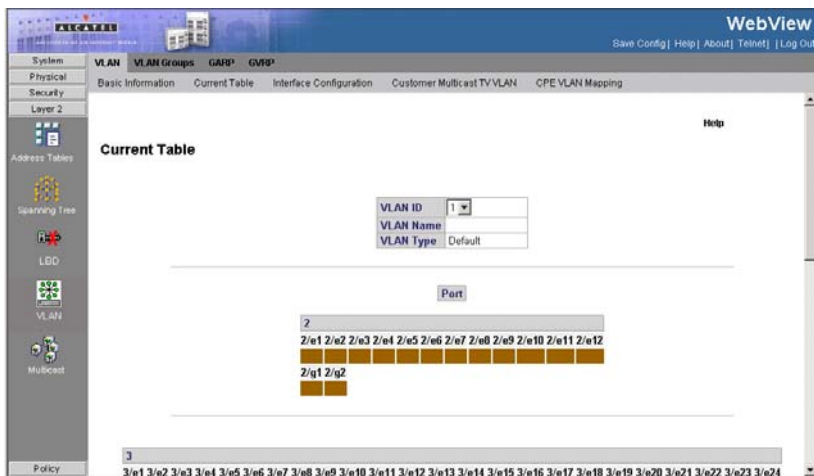 ALCATEL
WebView
Save Config| Help| About| Telnet| |Log Out
System
Physical
Security
Layer 2
Address Tables
Spanning Tree
LBD
VLAN
Multicast
Policy
VLAN VLAN Groups GARP GVRP
Basic Information Current Table Interface Configuration Customer Multicast TV VLAN CPE VLAN Mapping
Help
Current Table
VLAN ID 1
VLAN Name
VLAN Type Default
Port
2
2/e1 2/e2 2/e3 2/e4 2/e5 2/e6 2/e7 2/e8 2/e9 2/e10 2/e11 2/e12
2/g1 2/g2
3
3/e1 3/e2 3/e3 3/e4 3/e5 3/e6 3/e7 3/e8 3/e9 3/e10 3/e11 3/e12 3/e13 3/e14 3/e15 3/e16 3/e17 3/e18 3/e19 3/e20 3/e21 3/e22 3/e23 3/e24